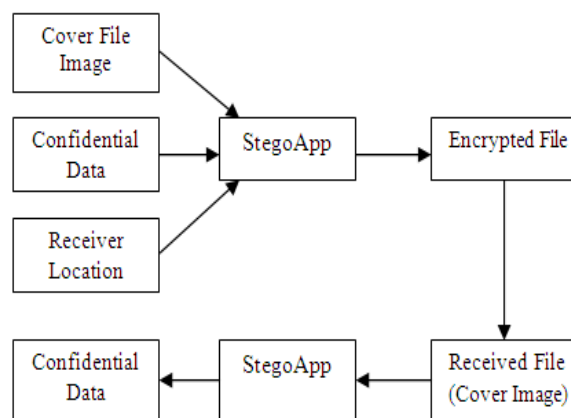 Cover File
Image
Confidential
Data
StegoApp
Encrypted File
Receiver
Location
Confidential
Data
StegoApp
Received File
(Cover Image)